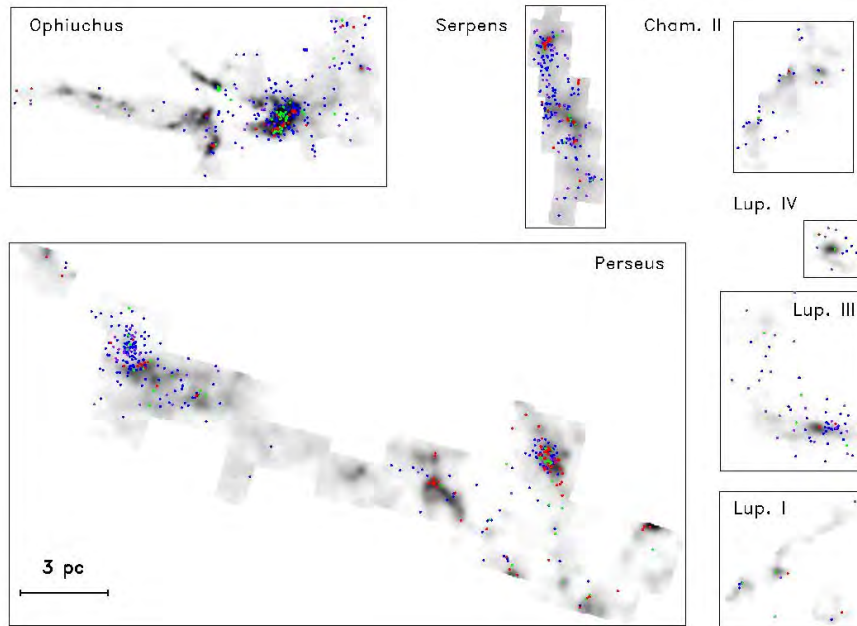 Ophiuchus
Serpens
Cham. II
Lup. IV
Perseus
Lup. III
Lup. I
3 pc